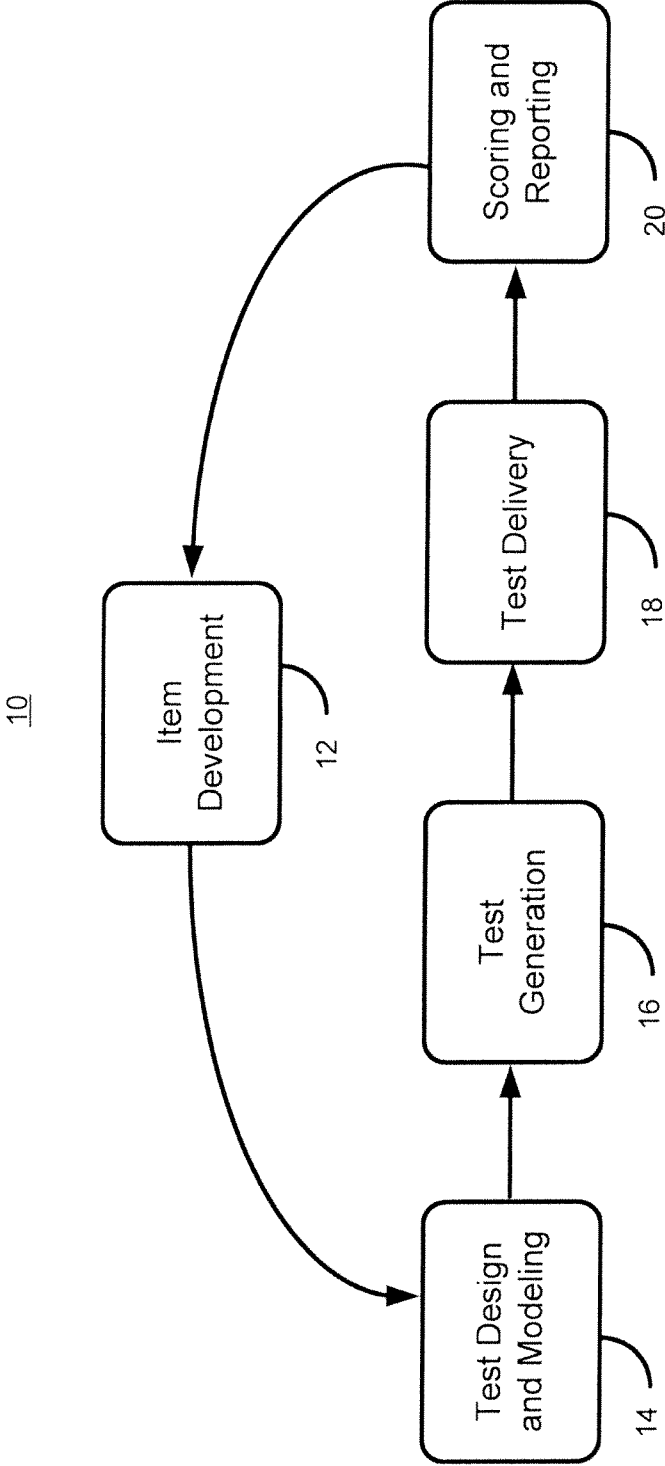 10
Item
Development
12
Test Design
and Modeling
14
Test
Generation
16
Test Delivery
18
Scoring and
Reporting
20